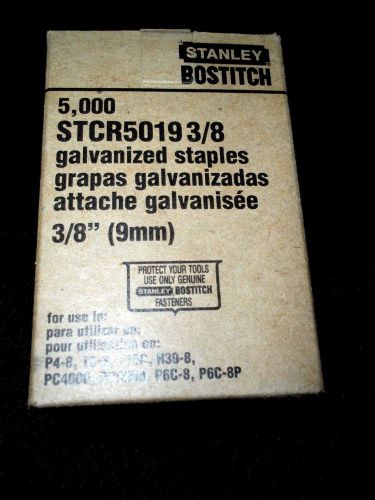 STANLEY
BOSTITCH
5,000
STCR5019 3/8
galvanized staples
grapas galvanizadas
attache galvanisée
3/8" (9mm)
PROTECT YOUR TOOLS
USE ONLY GENUINE
STANLEY BOSTITCH
FASTENERS
for use in:
para utilizar en:
pour utilisation en:
P4-8, H30-8,
P6C-8, P6C-8P